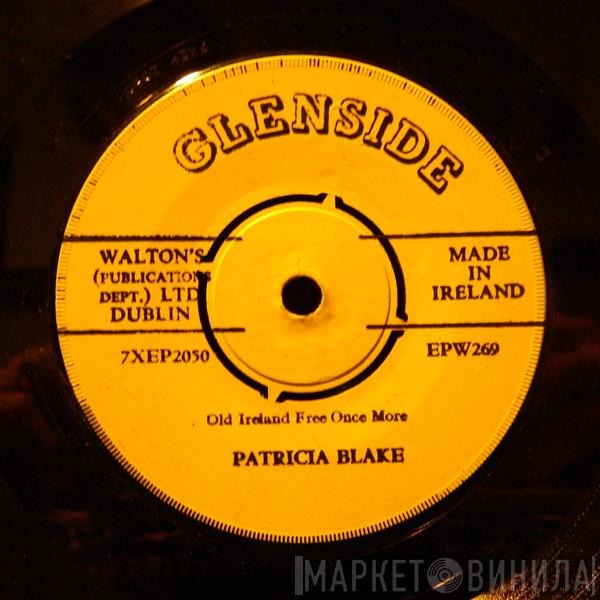 GLENSIDE
WALTON'S
(PUBLICATIONS
DEPT.) LTD
DUBLIN
MADE
IN
IRELAND
7XEP2050
EPW269
Old Ireland Free Once More
PATRICIA BLAKE
МАРКЕТ ВИНИЛА